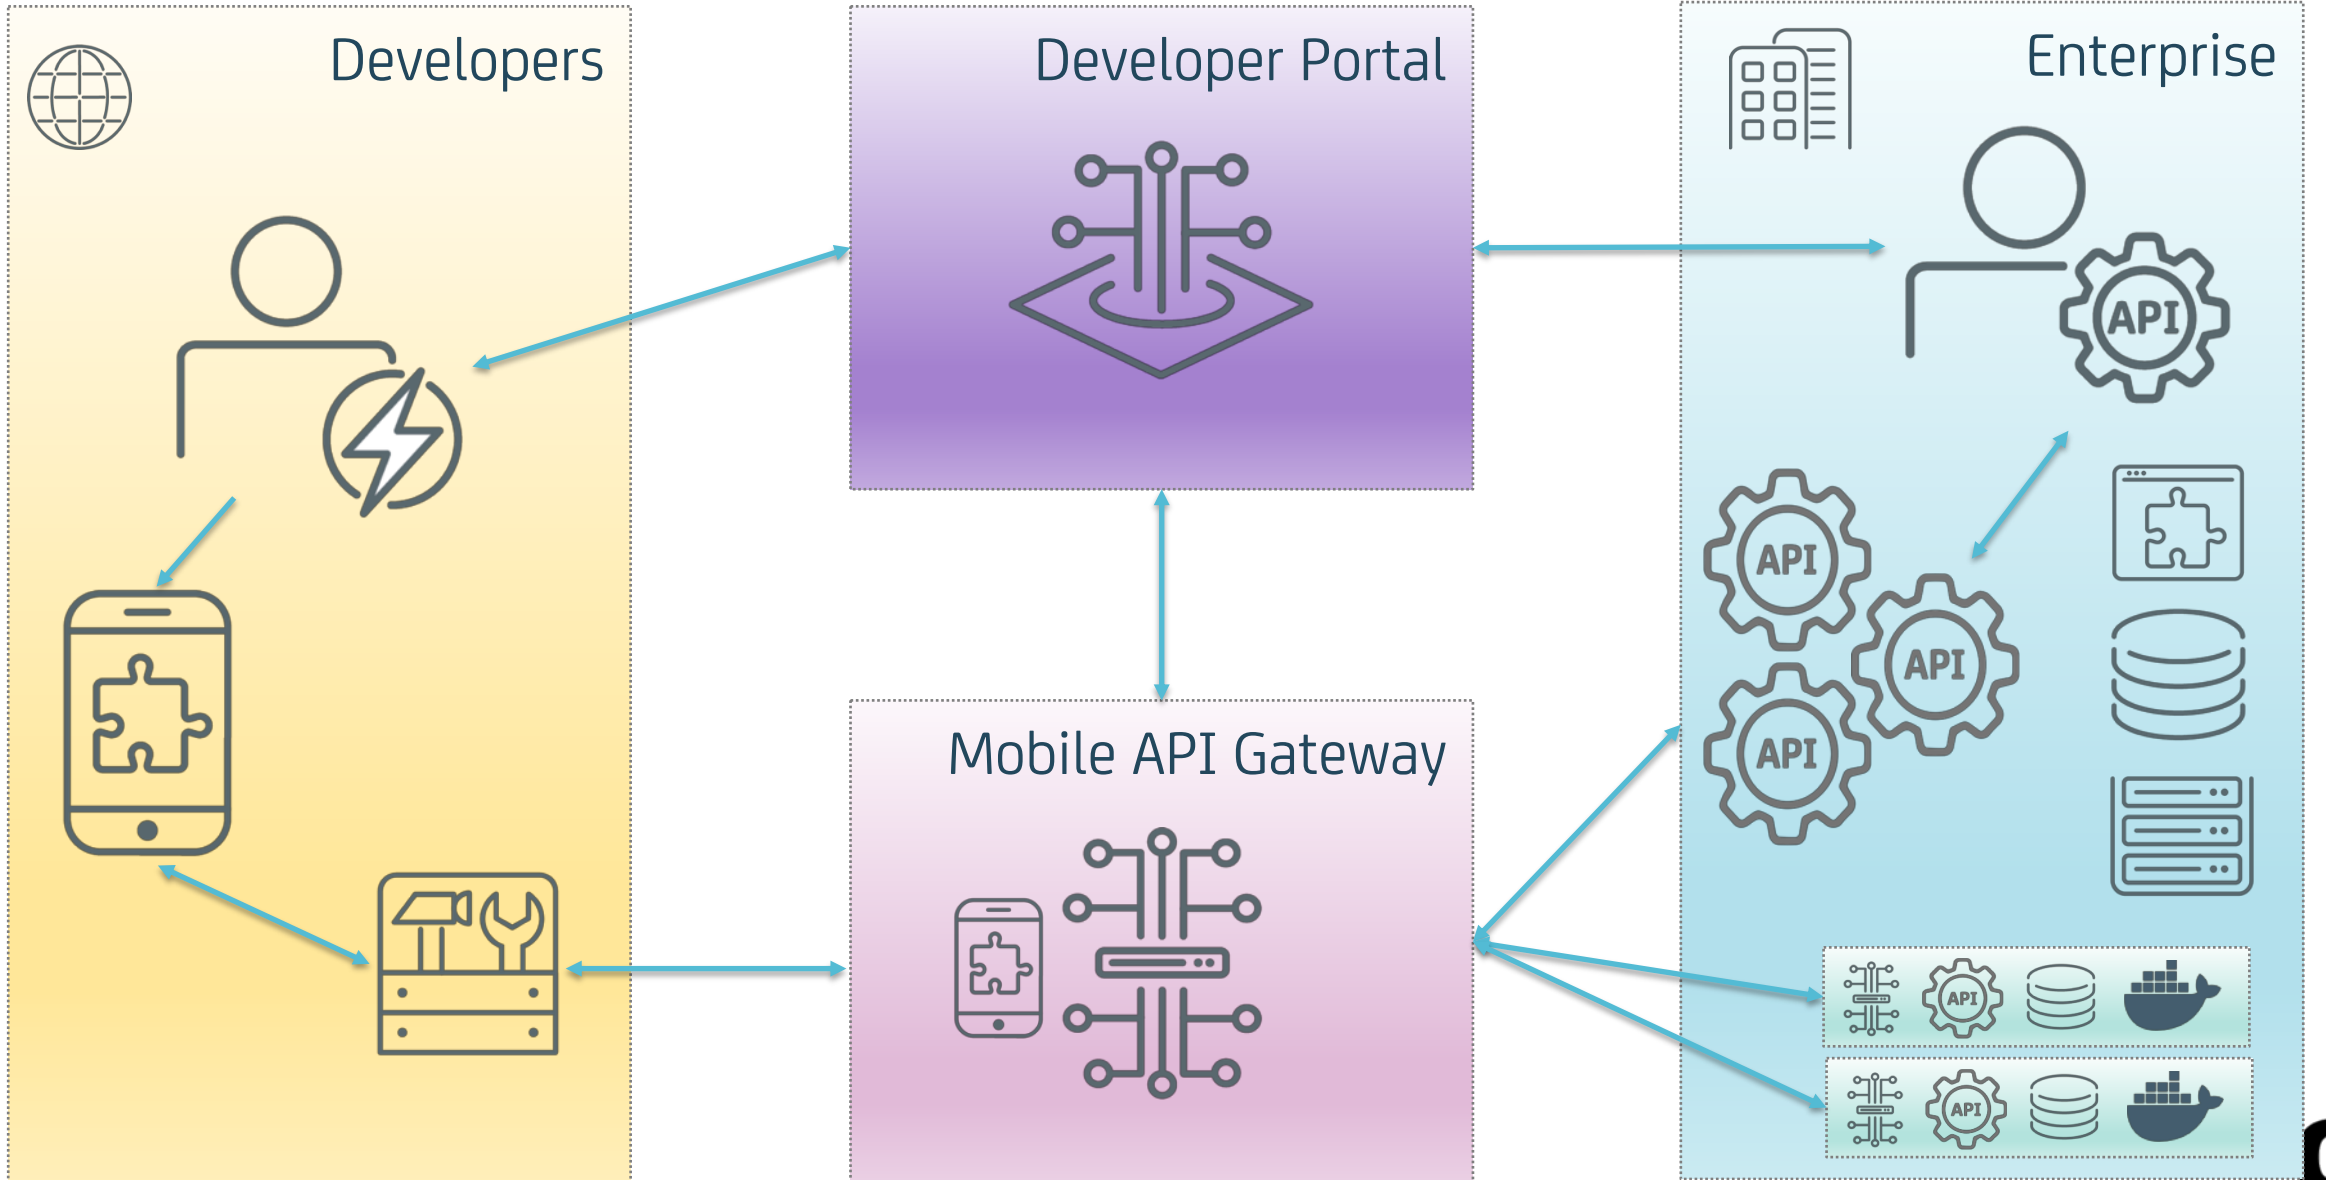 Developers
Developer Portal
Enterprise
API
API
API
API
Mobile API Gateway
API
API